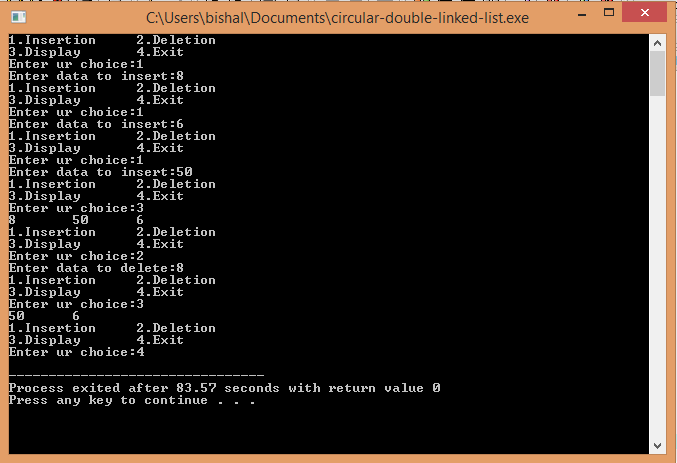 C:\Users\bishal\Documents\circular-double-linked-list.exe
1.Insertion     2.Deletion
3.Display       4.Exit
Enter ur choice:1
Enter data to insert:8
1.Insertion     2.Deletion
3.Display       4.Exit
Enter ur choice:1
Enter data to insert:6
1.Insertion     2.Deletion
3.Display       4.Exit
Enter ur choice:1
Enter data to insert:50
1.Insertion     2.Deletion
3.Display       4.Exit
Enter ur choice:3
8       50      6
1.Insertion     2.Deletion
3.Display       4.Exit
Enter ur choice:2
Enter data to delete:8
1.Insertion     2.Deletion
3.Display       4.Exit
Enter ur choice:3
50      6
1.Insertion     2.Deletion
3.Display       4.Exit
Enter ur choice:4
--------------------------------
Process exited after 83.57 seconds with return value 0
Press any key to continue . . .